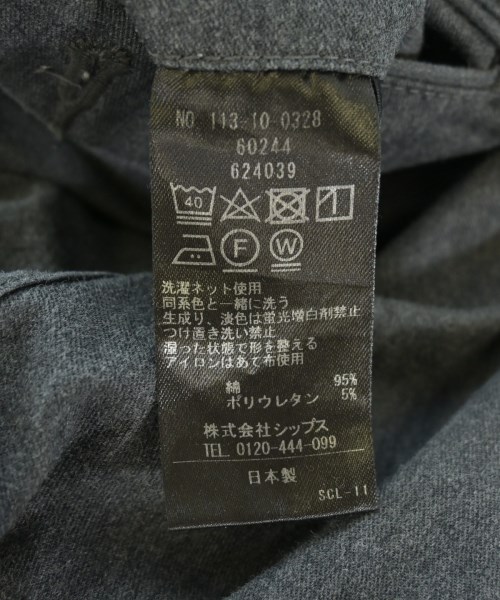 NO 113-10-0328
60244
624039
40
F W
洗濯ネット使用
同系色と一緒に洗う
生成り、淡色は蛍光増白剤禁止
つけ置き洗い禁止
湿った状態で形を整える
アイロンはあて布使用
綿 95%
ポリウレタン 5%
株式会社シップス
TEL 0120-444-099
日本製
SCL-11